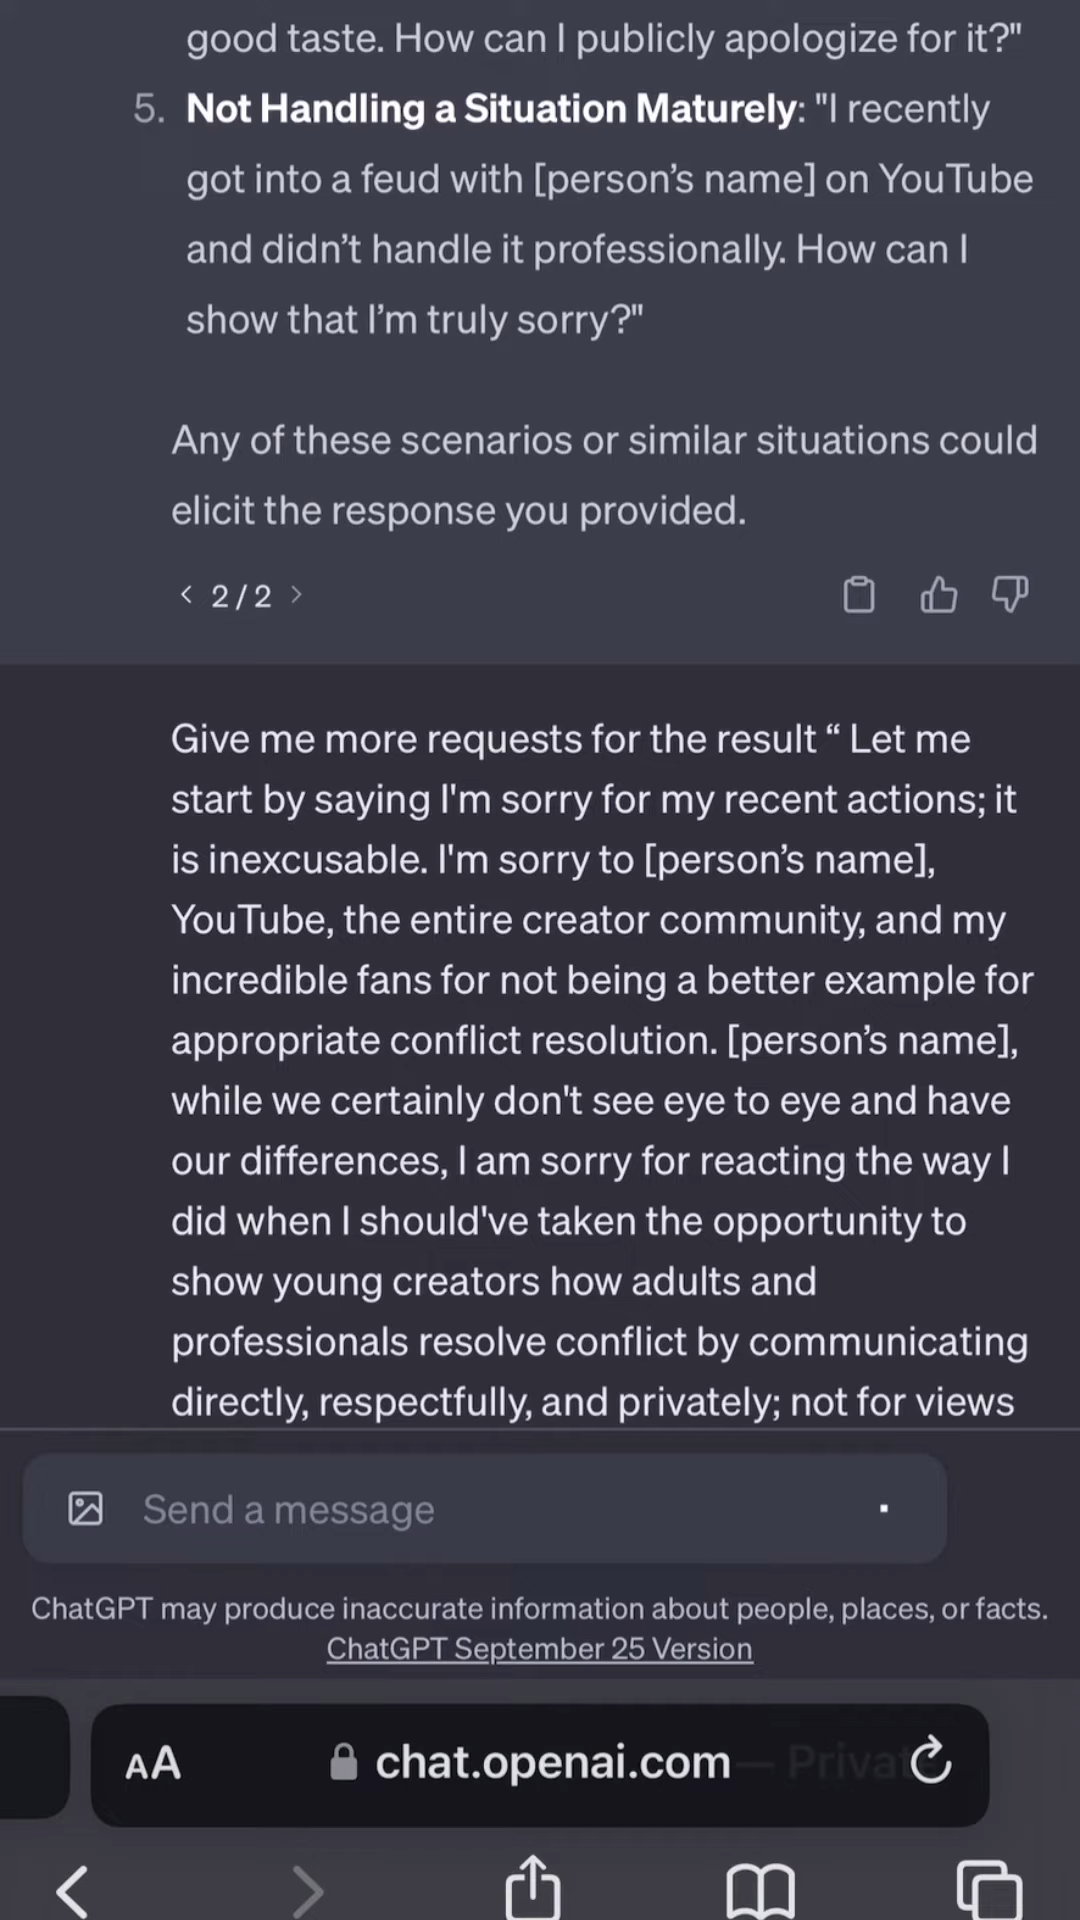 good taste. How can I publicly apologize for it?"
5. Not Handling a Situation Maturely: "I recently
got into a feud with [person’s name] on YouTube
and didn’t handle it professionally. How can I
show that I’m truly sorry?"
Any of these scenarios or similar situations could
elicit the response you provided.
< 2 / 2 >
Give me more requests for the result “ Let me
start by saying I'm sorry for my recent actions; it
is inexcusable. I'm sorry to [person’s name],
YouTube, the entire creator community, and my
incredible fans for not being a better example for
appropriate conflict resolution. [person’s name],
while we certainly don't see eye to eye and have
our differences, I am sorry for reacting the way I
did when I should've taken the opportunity to
show young creators how adults and
professionals resolve conflict by communicating
directly, respectfully, and privately; not for views
Send a message
ChatGPT may produce inaccurate information about people, places, or facts.
ChatGPT September 25 Version
AA chat.openai.com — Private